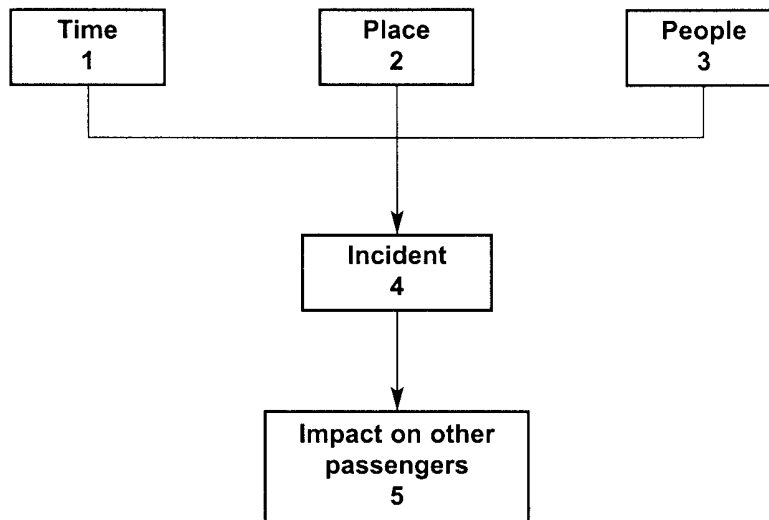 Time
1
Place
2
People
3
Incident
4
Impact on other
passengers
5